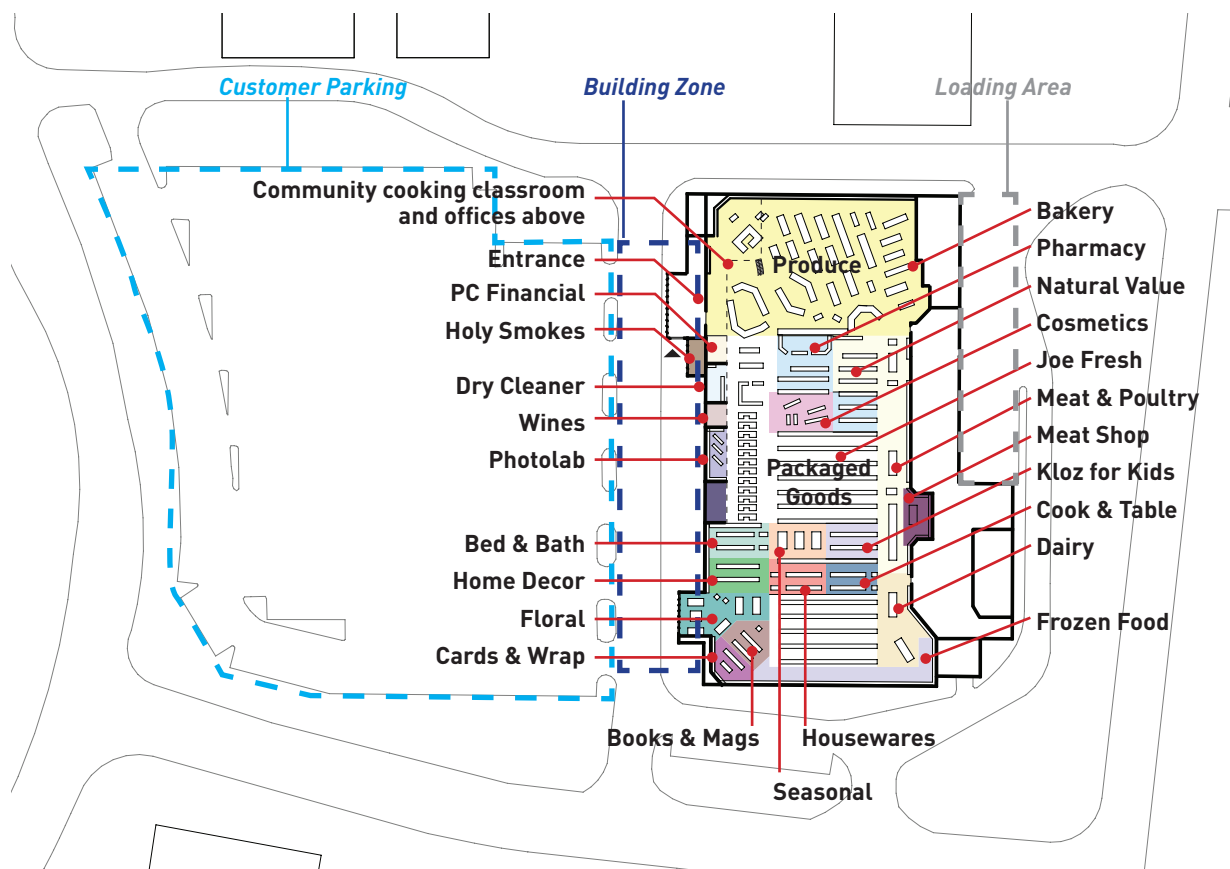 Customer Parking
Building Zone
Loading Area
Community cooking classroom
and offices above
Entrance
PC Financial
Holy Smokes
Dry Cleaner
Wines
Photolab
Bed & Bath
Home Decor
Floral
Cards & Wrap
Books & Mags
Housewares
Seasonal
Produce
Packaged
Goods
Bakery
Pharmacy
Natural Value
Cosmetics
Joe Fresh
Meat & Poultry
Meat Shop
Kloz for Kids
Cook & Table
Dairy
Frozen Food